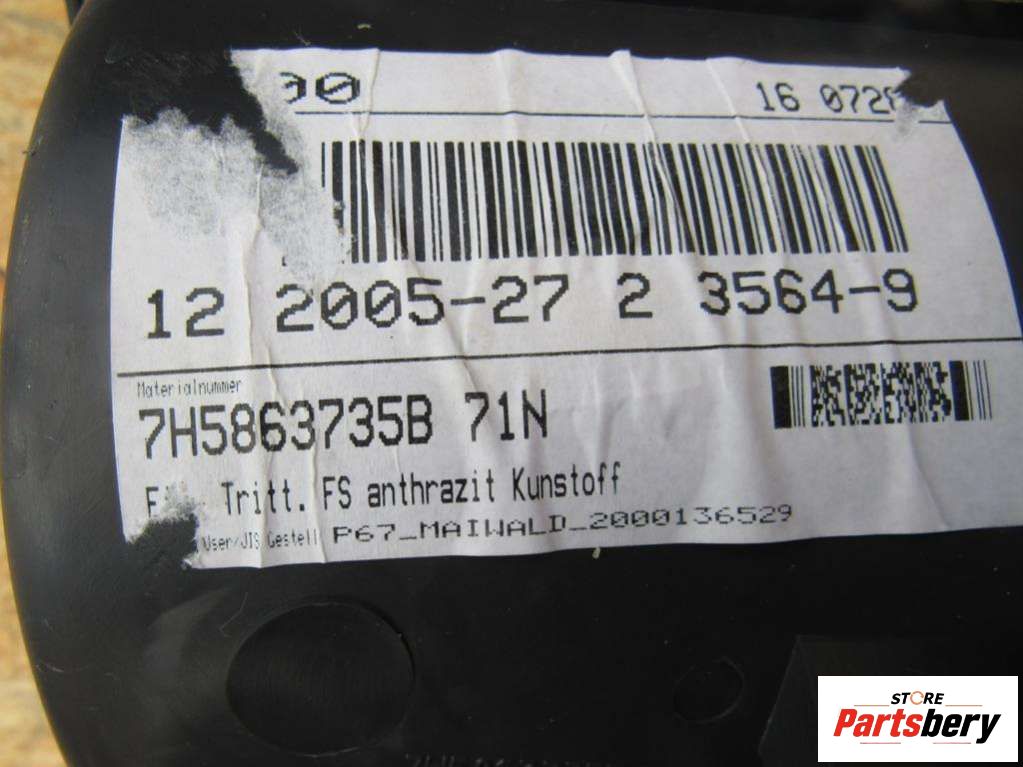 00 16 072
12 2005-27 2 3564-9
Materialnummer
7H5863735B 71N
Tritt. FS anthrazit Kunstoff
User/JIS Gestell P67_MAIWALD_2000136529
STORE
Partsbery